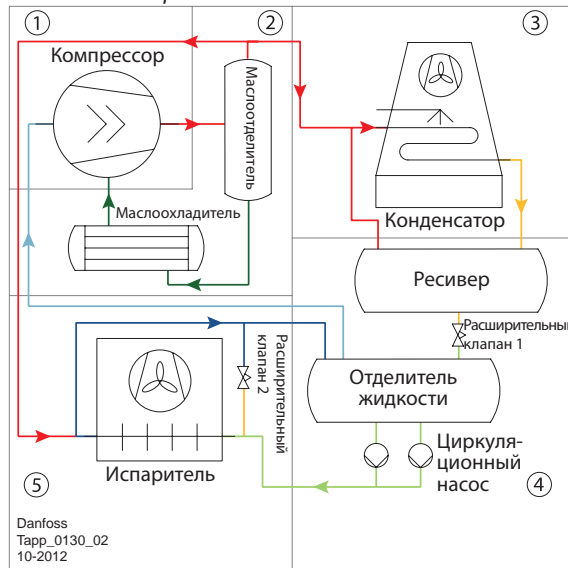 1
2
3
Компрессор
Маслоотделитель
Маслоохладитель
Конденсатор
Ресивер
Расширительный
клапан 1
Расширительный
клапан 2
Отделитель
жидкости
Испаритель
Циркуля-
ционный
насос
4
5
Danfoss
Tapp_0130_02
10-2012